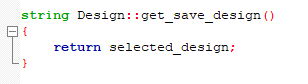 string Design::get_save_design()
{
return selected_design;
}